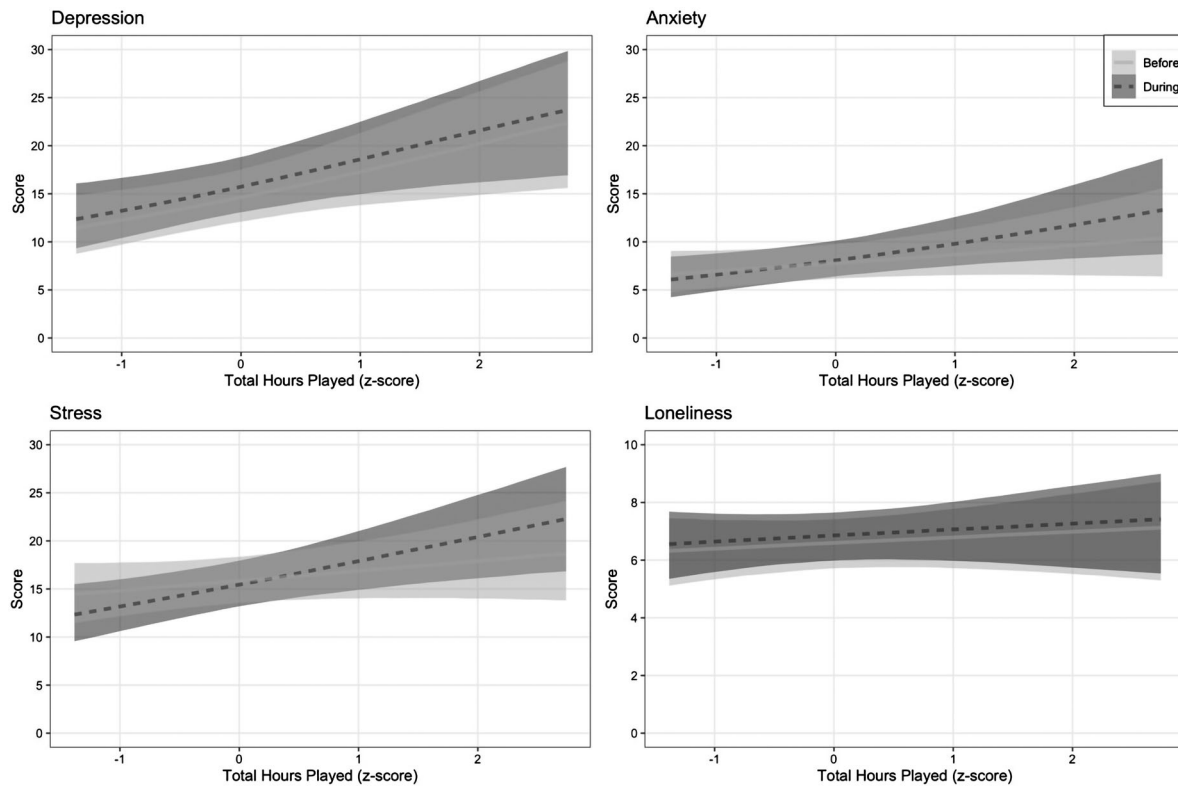 Depression
Anxiety
30
25
20
15
10
5
0
Score
-1 0 1 2
Total Hours Played (z-score)
30
25
20
15
10
5
0
Score
-1 0 1 2
Total Hours Played (z-score)
Before
During
Stress
Loneliness
30
25
20
15
10
5
0
Score
-1 0 1 2
Total Hours Played (z-score)
10
8
6
4
2
0
Score
-1 0 1 2
Total Hours Played (z-score)